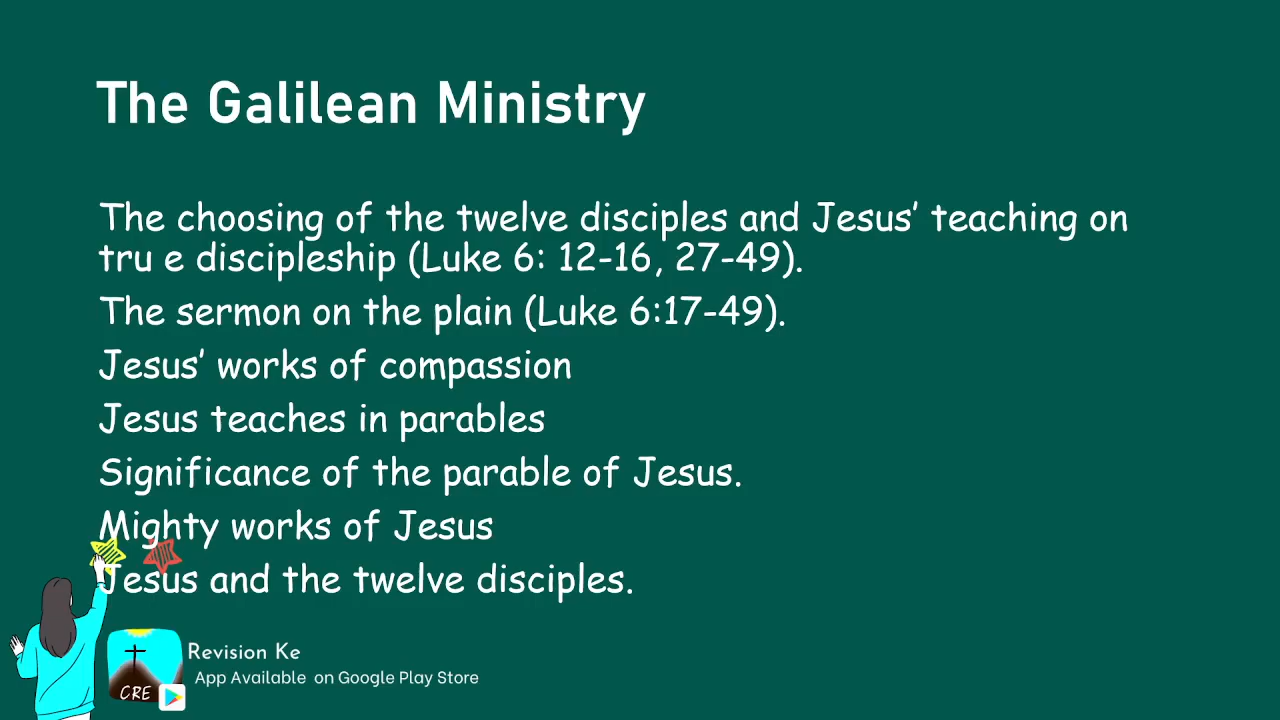 The Galilean Ministry
The choosing of the twelve disciples and Jesus’ teaching on
tru e discipleship (Luke 6: 12-16, 27-49).
The sermon on the plain (Luke 6:17-49).
Jesus’ works of compassion
Jesus teaches in parables
Significance of the parable of Jesus.
Mighty works of Jesus
Jesus and the twelve disciples.
Revision Ke
App Available on Google Play Store
CRE